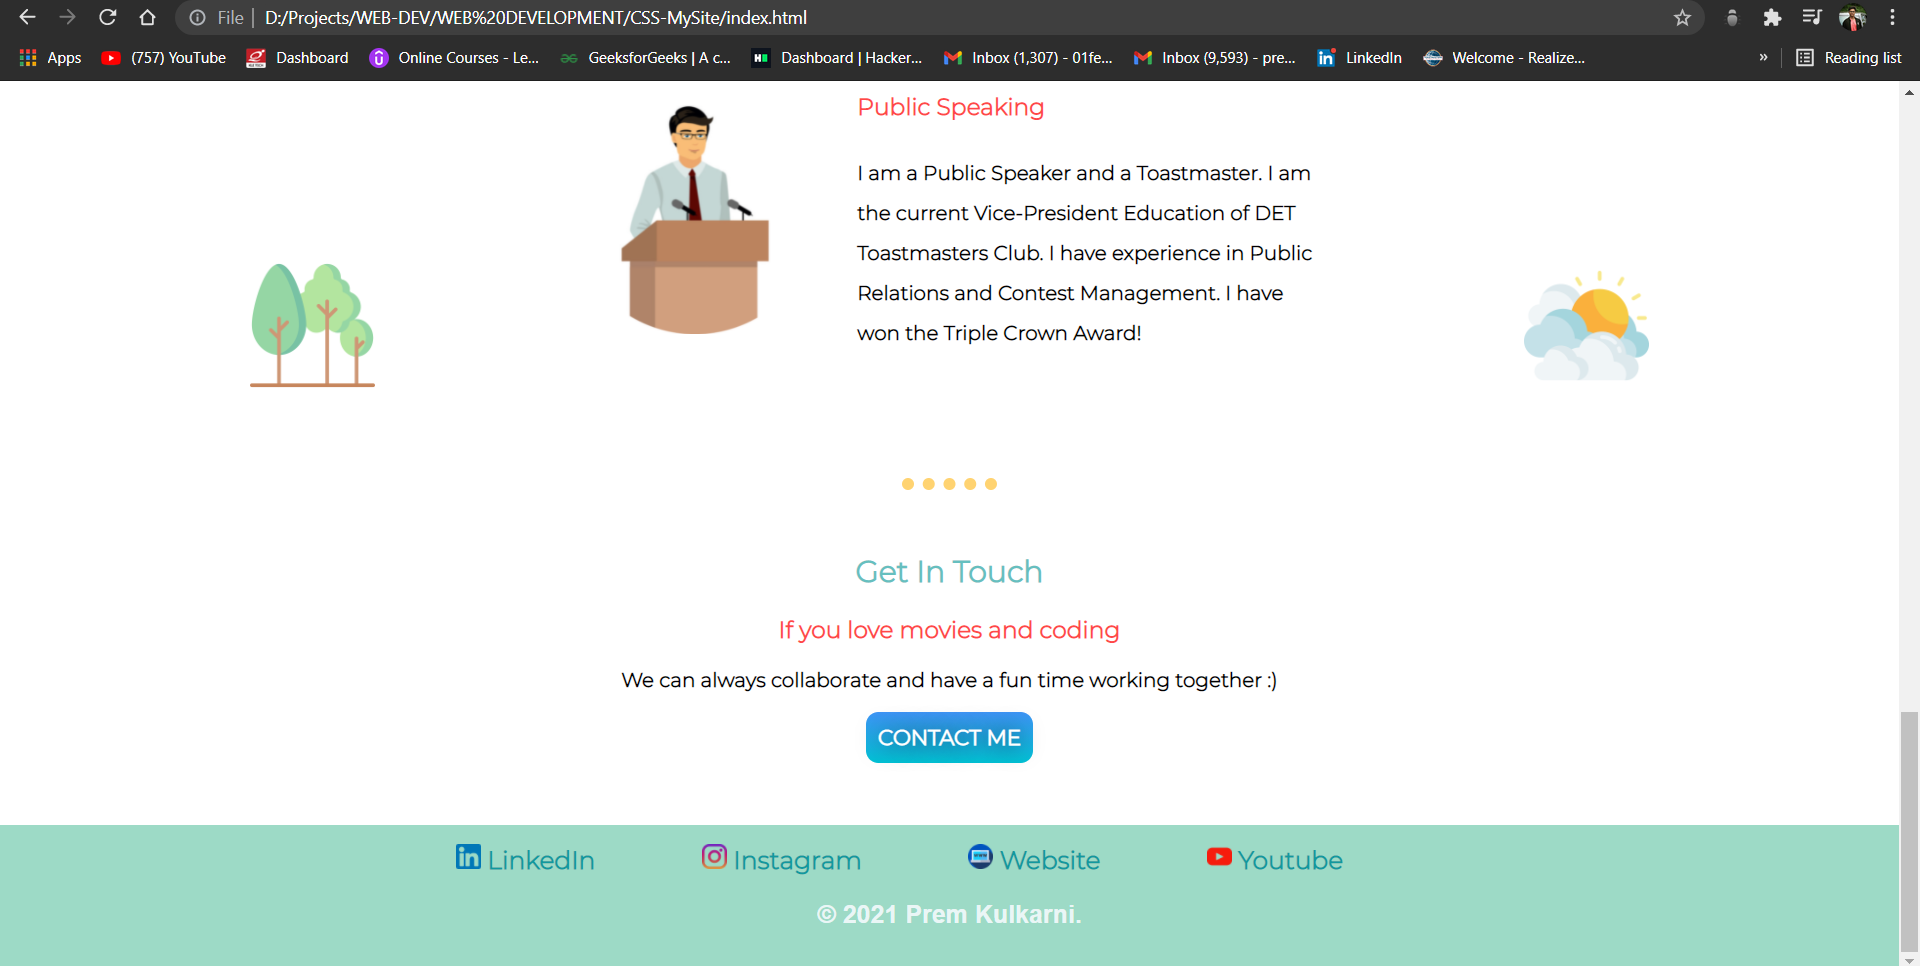 File | D:/Projects/WEB-DEV/WEB%20DEVELOPMENT/CSS-MySite/index.html
Apps (757) YouTube Dashboard Online Courses - Le... GeeksforGeeks | A c... Dashboard | Hacker... Inbox (1,307) - 01fe... Inbox (9,593) - pre... LinkedIn Welcome - Realize... » Reading list
Public Speaking
I am a Public Speaker and a Toastmaster. I am
the current Vice-President Education of DET
Toastmasters Club. I have experience in Public
Relations and Contest Management. I have
won the Triple Crown Award!
Get In Touch
If you love movies and coding
We can always collaborate and have a fun time working together :)
CONTACT ME
LinkedIn Instagram Website Youtube
© 2021 Prem Kulkarni.